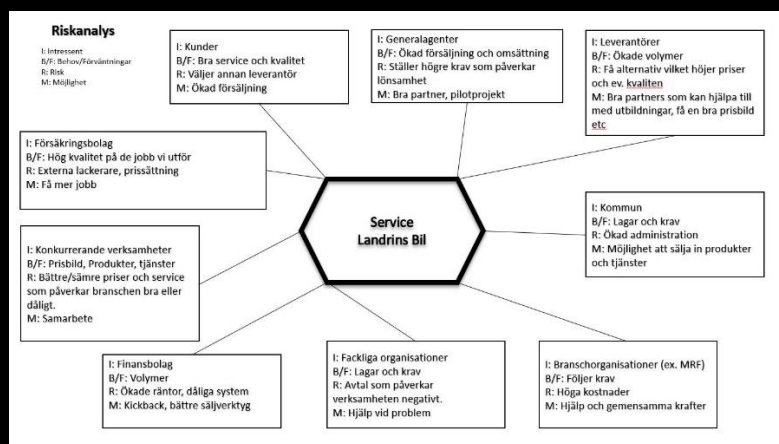 Riskanalys
I: Intressent
B/F: Behov/Förväntningar
R: Risk
M: Möjlighet
I: Kunder
B/F: Bra service och kvalitet
R: Väljer annan leverantör
M: Ökad försäljning
I: Generalagenter
B/F: Ökad försäljning och omsättning
R: Ställer högre krav som påverkar
lönsamhet
M: Bra partner, pilotprojekt
I: Leverantörer
B/F: Ökade volymer
R: Få alternativ vilket höjer priser
och ev. kvaliten
M: Bra partners som kan hjälpa till
med utbildningar, få en bra prisbild
etc
I: Försäkringsbolag
B/F: Hög kvalitet på de jobb vi utför
R: Externa lackerare, prissättning
M: Få mer jobb
Service
Landrins Bil
I: Kommun
B/F: Lagar och krav
R: Ökad administration
M: Möjlighet att sälja in produkter
och tjänster
I: Konkurrerande verksamheter
B/F: Prisbild, Produkter, tjänster
R: Bättre/sämre priser och service
som påverkar branschen bra eller
dåligt.
M: Samarbete
I: Finansbolag
B/F: Volymer
R: Ökade räntor, dåliga system
M: Kickback, bättre säljverktyg
I: Fackliga organisationer
B/F: Lagar och krav
R: Avtal som påverkar
verksamheten negativt.
M: Hjälp vid problem
I: Branschorganisationer (ex. MRF)
B/F: Följer krav
R: Höga kostnader
M: Hjälp och gemensamma krafter